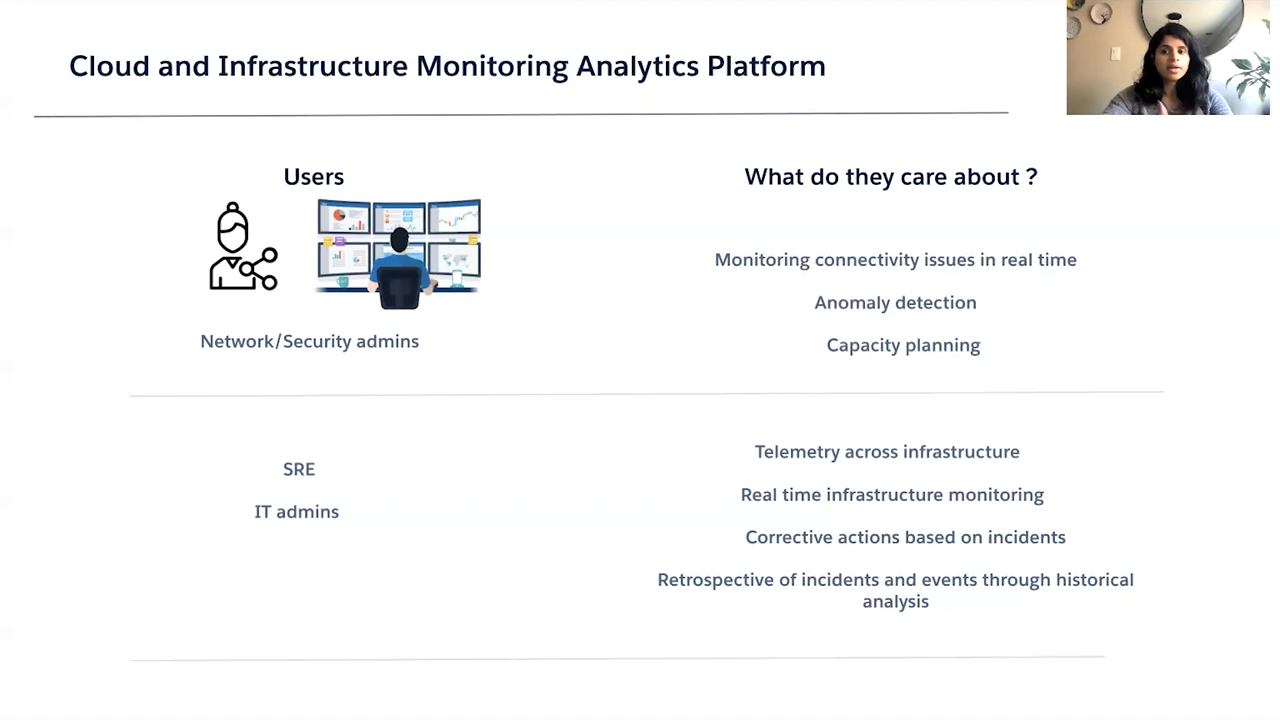 Cloud and Infrastructure Monitoring Analytics Platform
Users
What do they care about ?
Network/Security admins
Monitoring connectivity issues in real time
Anomaly detection
Capacity planning
SRE
IT admins
Telemetry across infrastructure
Real time infrastructure monitoring
Corrective actions based on incidents
Retrospective of incidents and events through historical
analysis